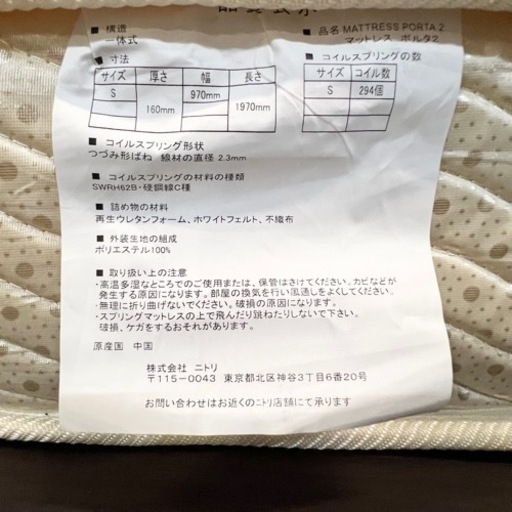 品質表示
■ 構造
一体式
■ 品名 MATTRESS PORTA 2
マットレス ポルタ2
■ 寸法
サイズ 厚さ 幅 長さ
S 160mm 970mm 1970mm
■ コイルスプリングの数
サイズ コイル数
S 294個
■ コイルスプリング形状
つづみ形ばね 線材の直径 2.3mm
■ コイルスプリングの材料の種類
SWRH62B・硬鋼線C種
■ 詰め物の材料
再生ウレタンフォーム、ホワイトフェルト、不織布
■ 外装生地の組成
ポリエステル100%
■ 取り扱い上の注意
・高温多湿なところでのご使用または、保管はさけてください。カビなどが
発生する原因になります。部屋の換気を行い風通しをよくしてください。
・無理に折り曲げないでください。破損の原因になります。
・スプリングマットレスの上で飛んだり跳ねたりしないで下さい。
破損、ケガをするおそれがあります。
原産国 中国
株式会社 ニトリ
〒115-0043 東京都北区神谷3丁目6番20号
お問い合わせはお近くのニトリ店舗にて承ります。